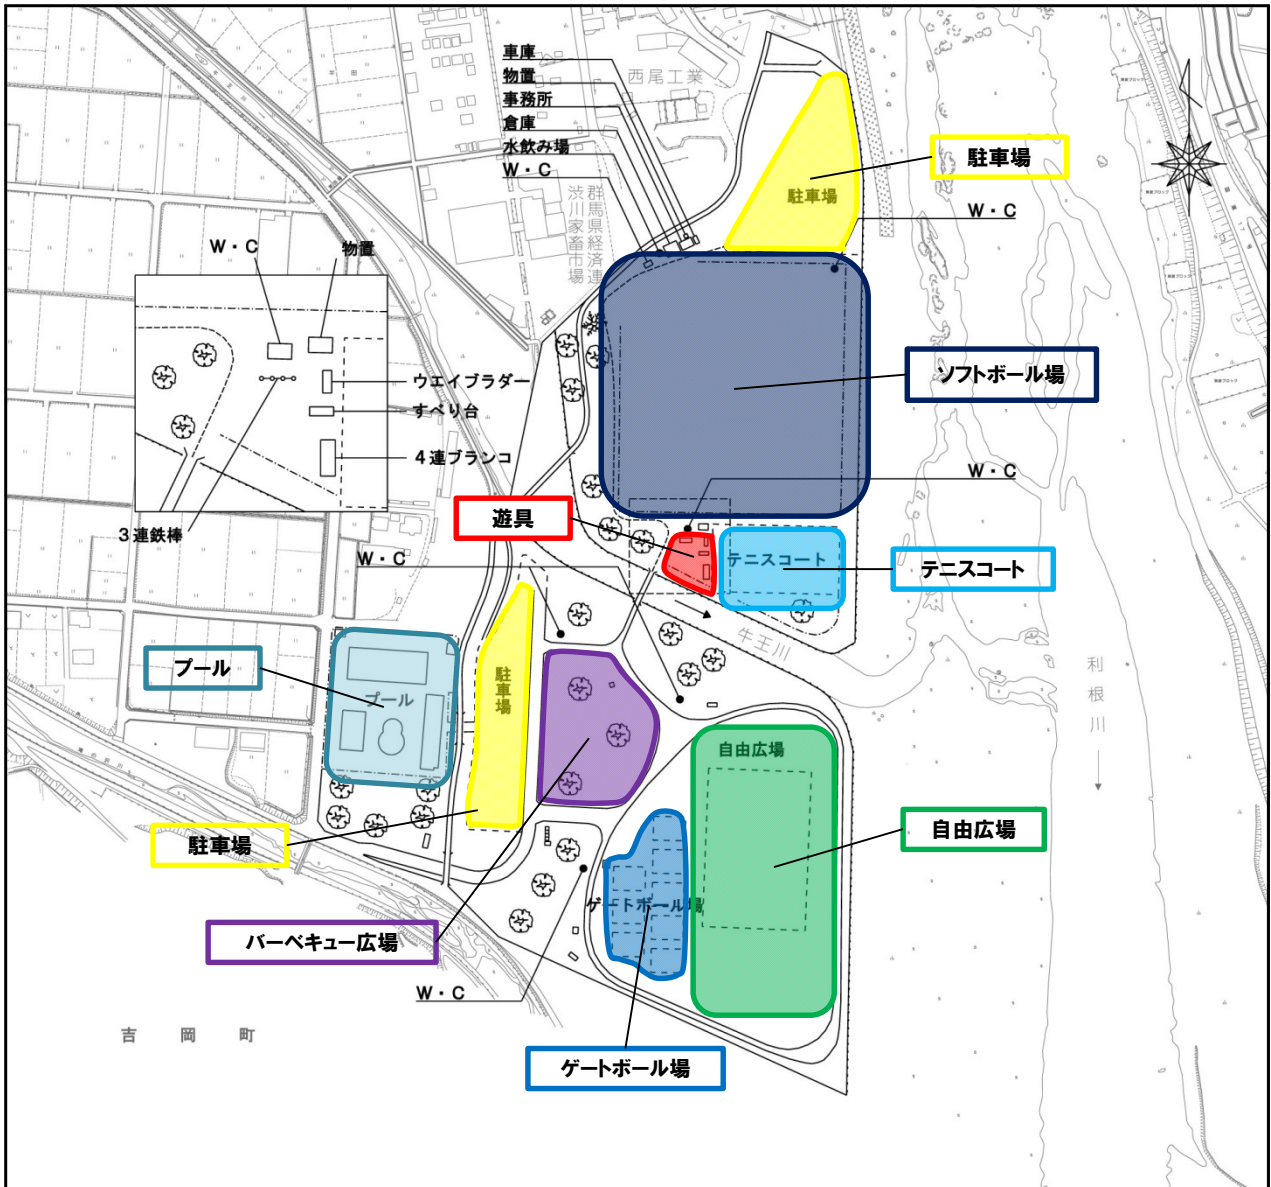 車庫
物置
事務所
倉庫
水飲み場
W・C
西尾工業
駐車場
駐車場
W・C
群馬県経済連
渋川家畜市場
W・C
物置
ウエイブラダー
すべり台
4連ブランコ
3連鉄棒
ソフトボール場
W・C
遊具
テニスコート
テニスコート
W・C
牛王川
利根川
プール
プール
駐車場
自由広場
駐車場
自由広場
ゲートボール場
バーベキュー広場
W・C
吉岡町
ゲートボール場